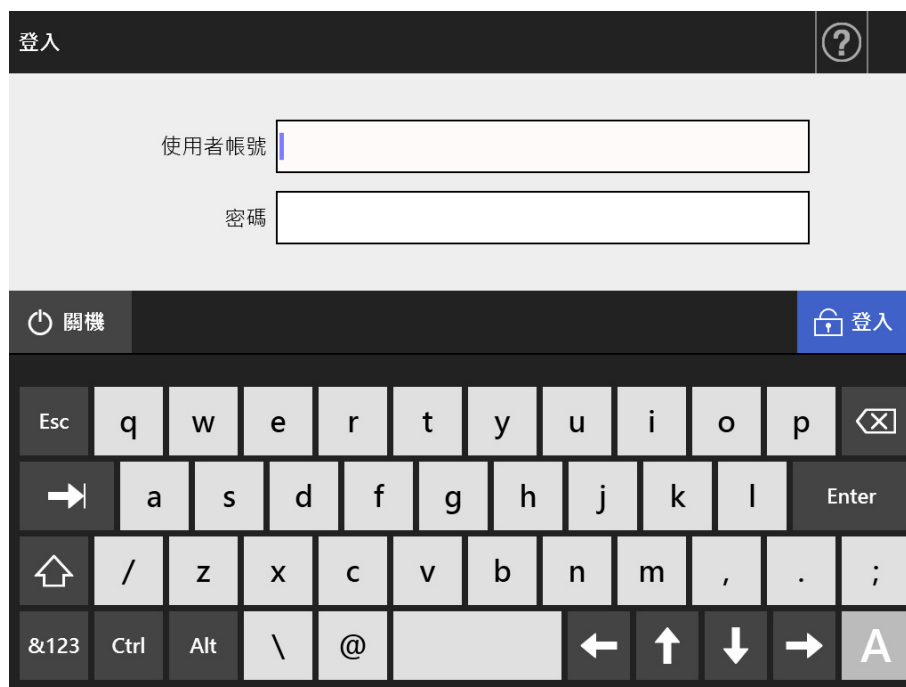 登入
使用者帳號
密碼
關機 登入
Esc q w e r t y u i o p
a s d f g h j k l Enter
/ z x c v b n m , . ;
&123 Ctrl Alt \ @ A